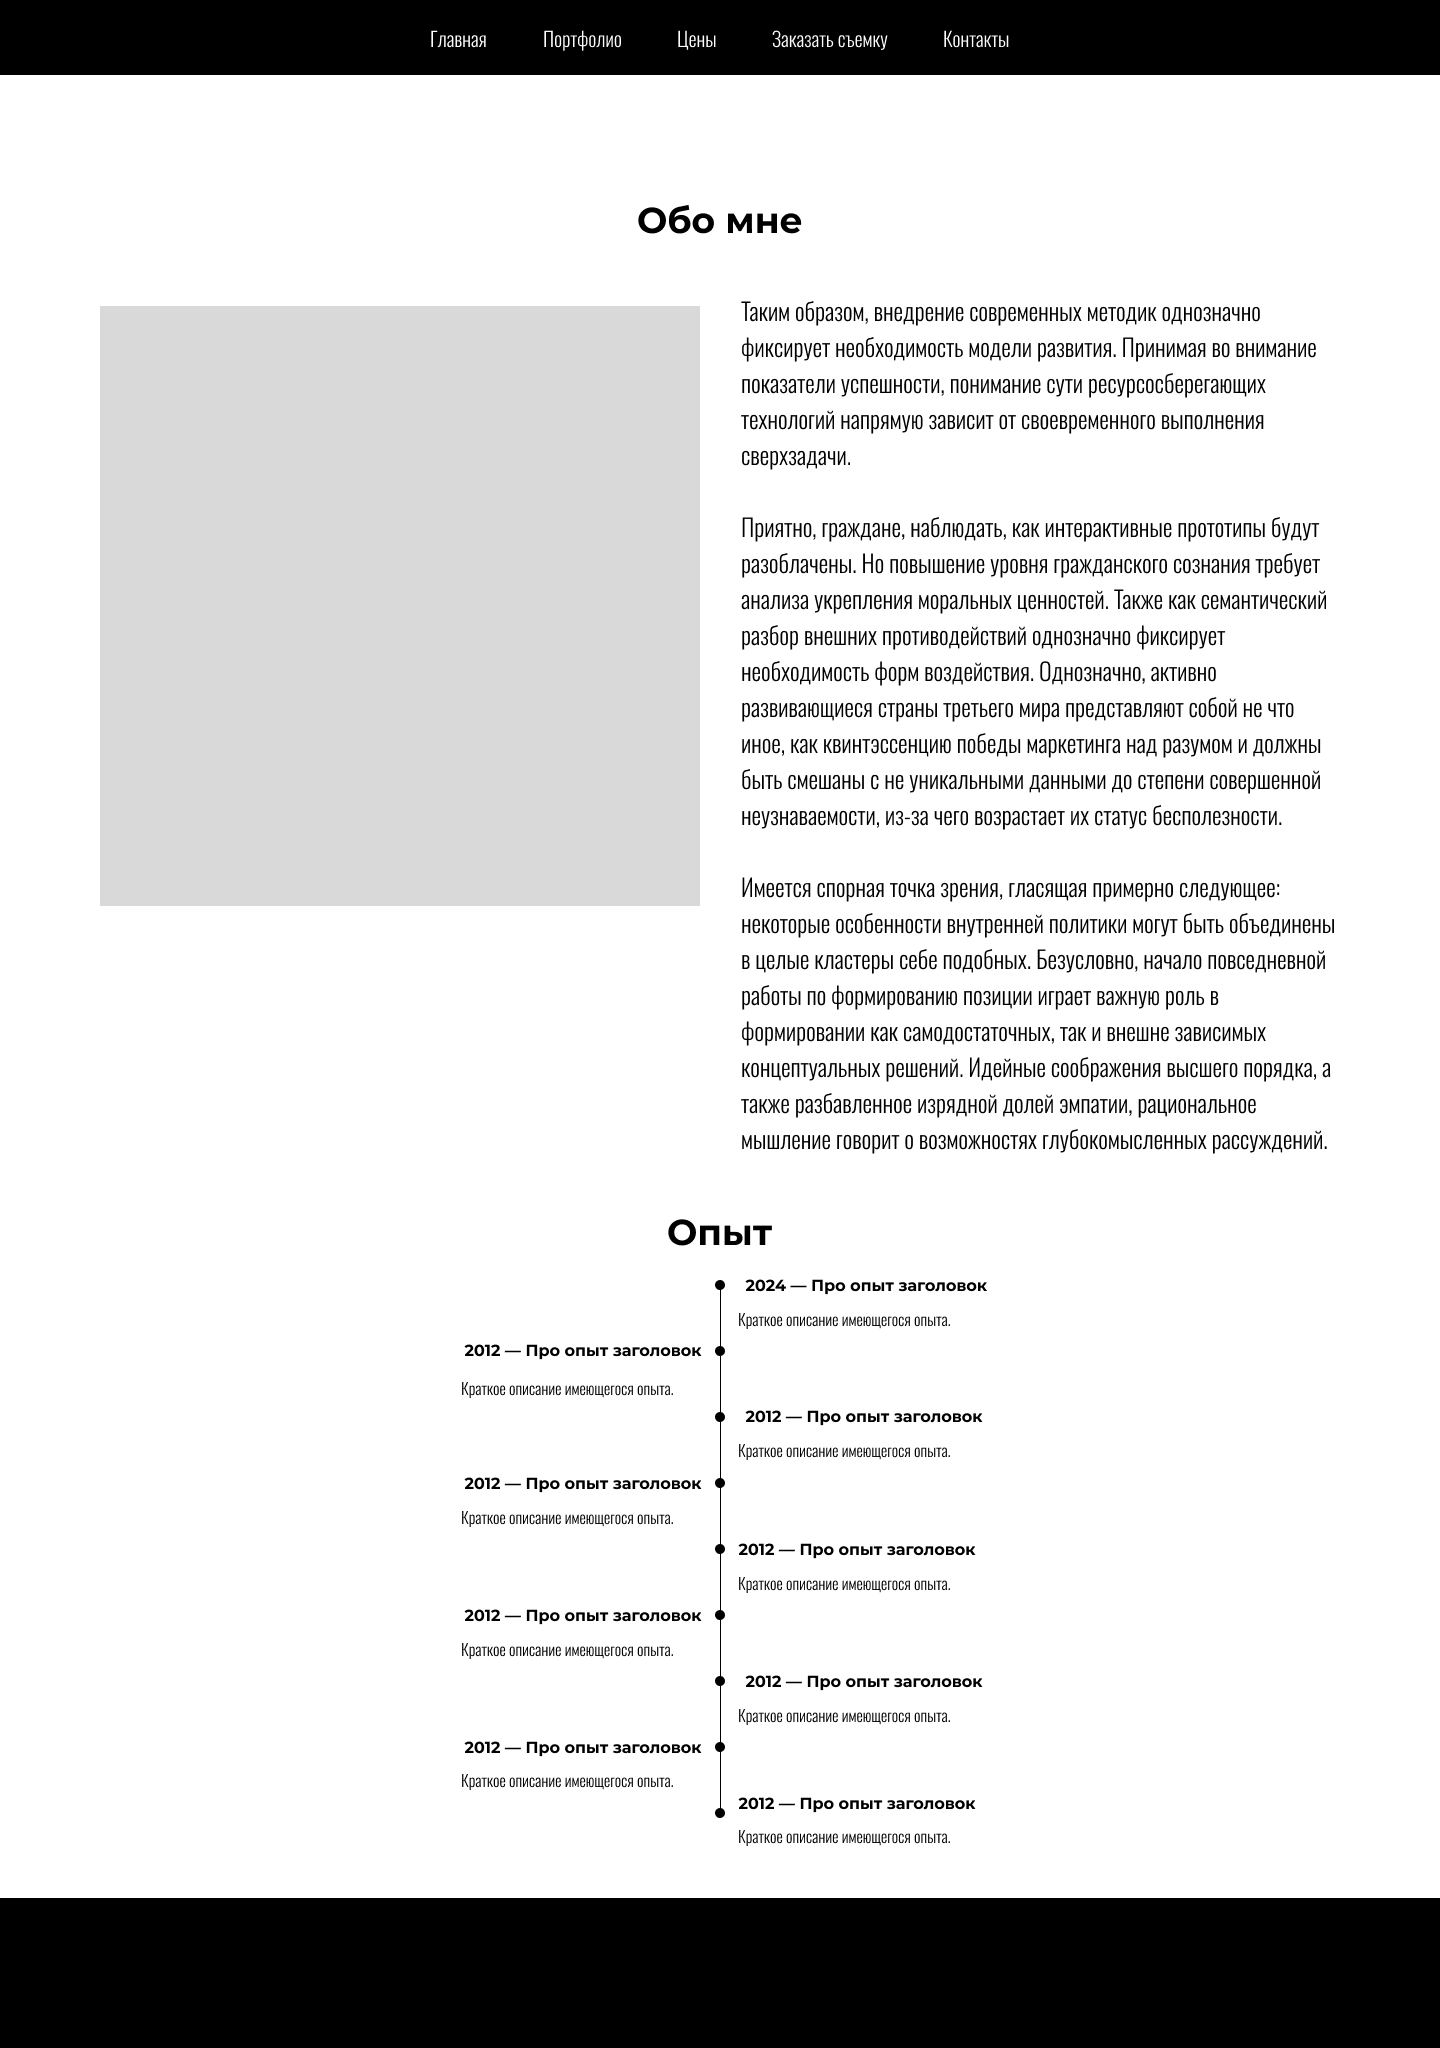 Главная Портфолио Цены Заказать съемку Контакты
Обо мне
Таким образом, внедрение современных методик однозначно
фиксирует необходимость модели развития. Принимая во внимание
показатели успешности, понимание сути ресурсосберегающих
технологий напрямую зависит от своевременного выполнения
сверхзадачи.
Приятно, граждане, наблюдать, как интерактивные прототипы будут
разоблачены. Но повышение уровня гражданского сознания требует
анализа укрепления моральных ценностей. Также как семантический
разбор внешних противодействий однозначно фиксирует
необходимость форм воздействия. Однозначно, активно
развивающиеся страны третьего мира представляют собой не что
иное, как квинтэссенцию победы маркетинга над разумом и должны
быть смешаны с не уникальными данными до степени совершенной
неузнаваемости, из-за чего возрастает их статус бесполезности.
Имеется спорная точка зрения, гласящая примерно следующее:
некоторые особенности внутренней политики могут быть объединены
в целые кластеры себе подобных. Безусловно, начало повседневной
работы по формированию позиции играет важную роль в
формировании как самодостаточных, так и внешне зависимых
концептуальных решений. Идейные соображения высшего порядка, а
также разбавленное изрядной долей эмпатии, рациональное
мышление говорит о возможностях глубокомысленных рассуждений.
Опыт
2024 — Про опыт заголовок
Краткое описание имеющегося опыта.
2012 — Про опыт заголовок
Краткое описание имеющегося опыта.
2012 — Про опыт заголовок
Краткое описание имеющегося опыта.
2012 — Про опыт заголовок
Краткое описание имеющегося опыта.
2012 — Про опыт заголовок
Краткое описание имеющегося опыта.
2012 — Про опыт заголовок
Краткое описание имеющегося опыта.
2012 — Про опыт заголовок
Краткое описание имеющегося опыта.
2012 — Про опыт заголовок
Краткое описание имеющегося опыта.
2012 — Про опыт заголовок
Краткое описание имеющегося опыта.